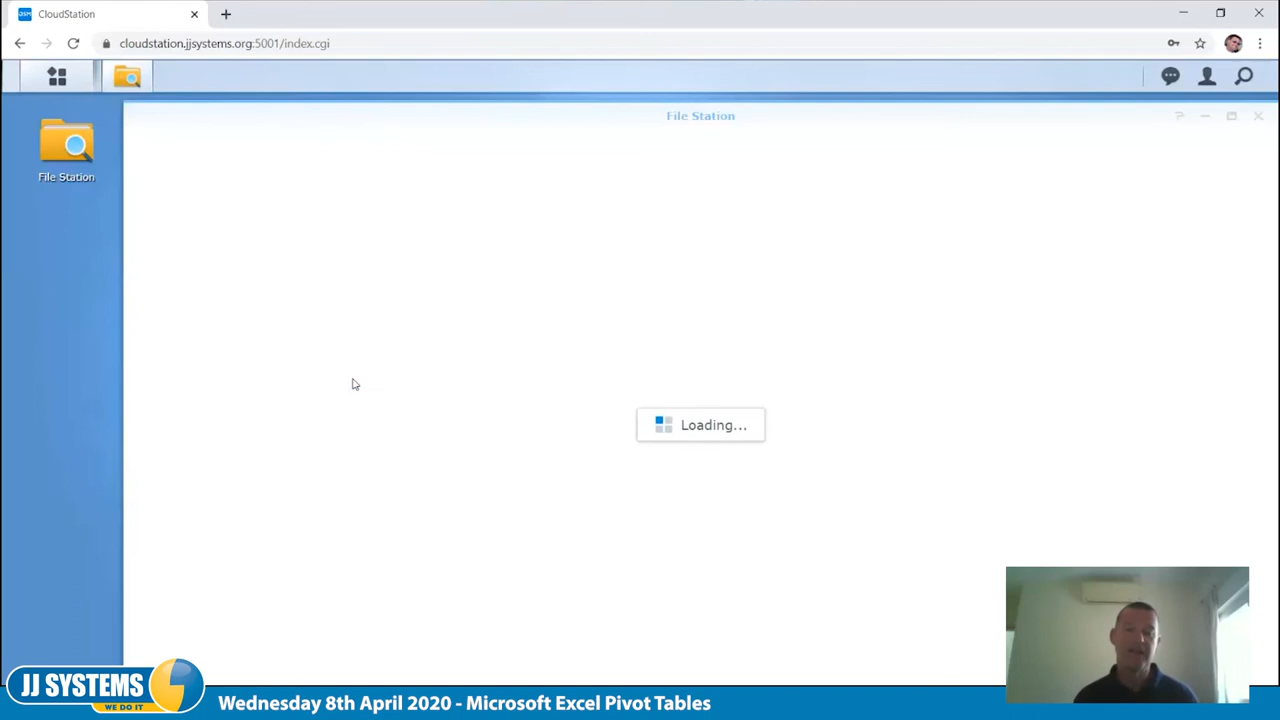 CloudStation
cloudstation.jjsystems.org:5001/index.cgi
File Station
File Station
Loading...
JJ SYSTEMS
WE DO IT
Wednesday 8th April 2020 - Microsoft Excel Pivot Tables